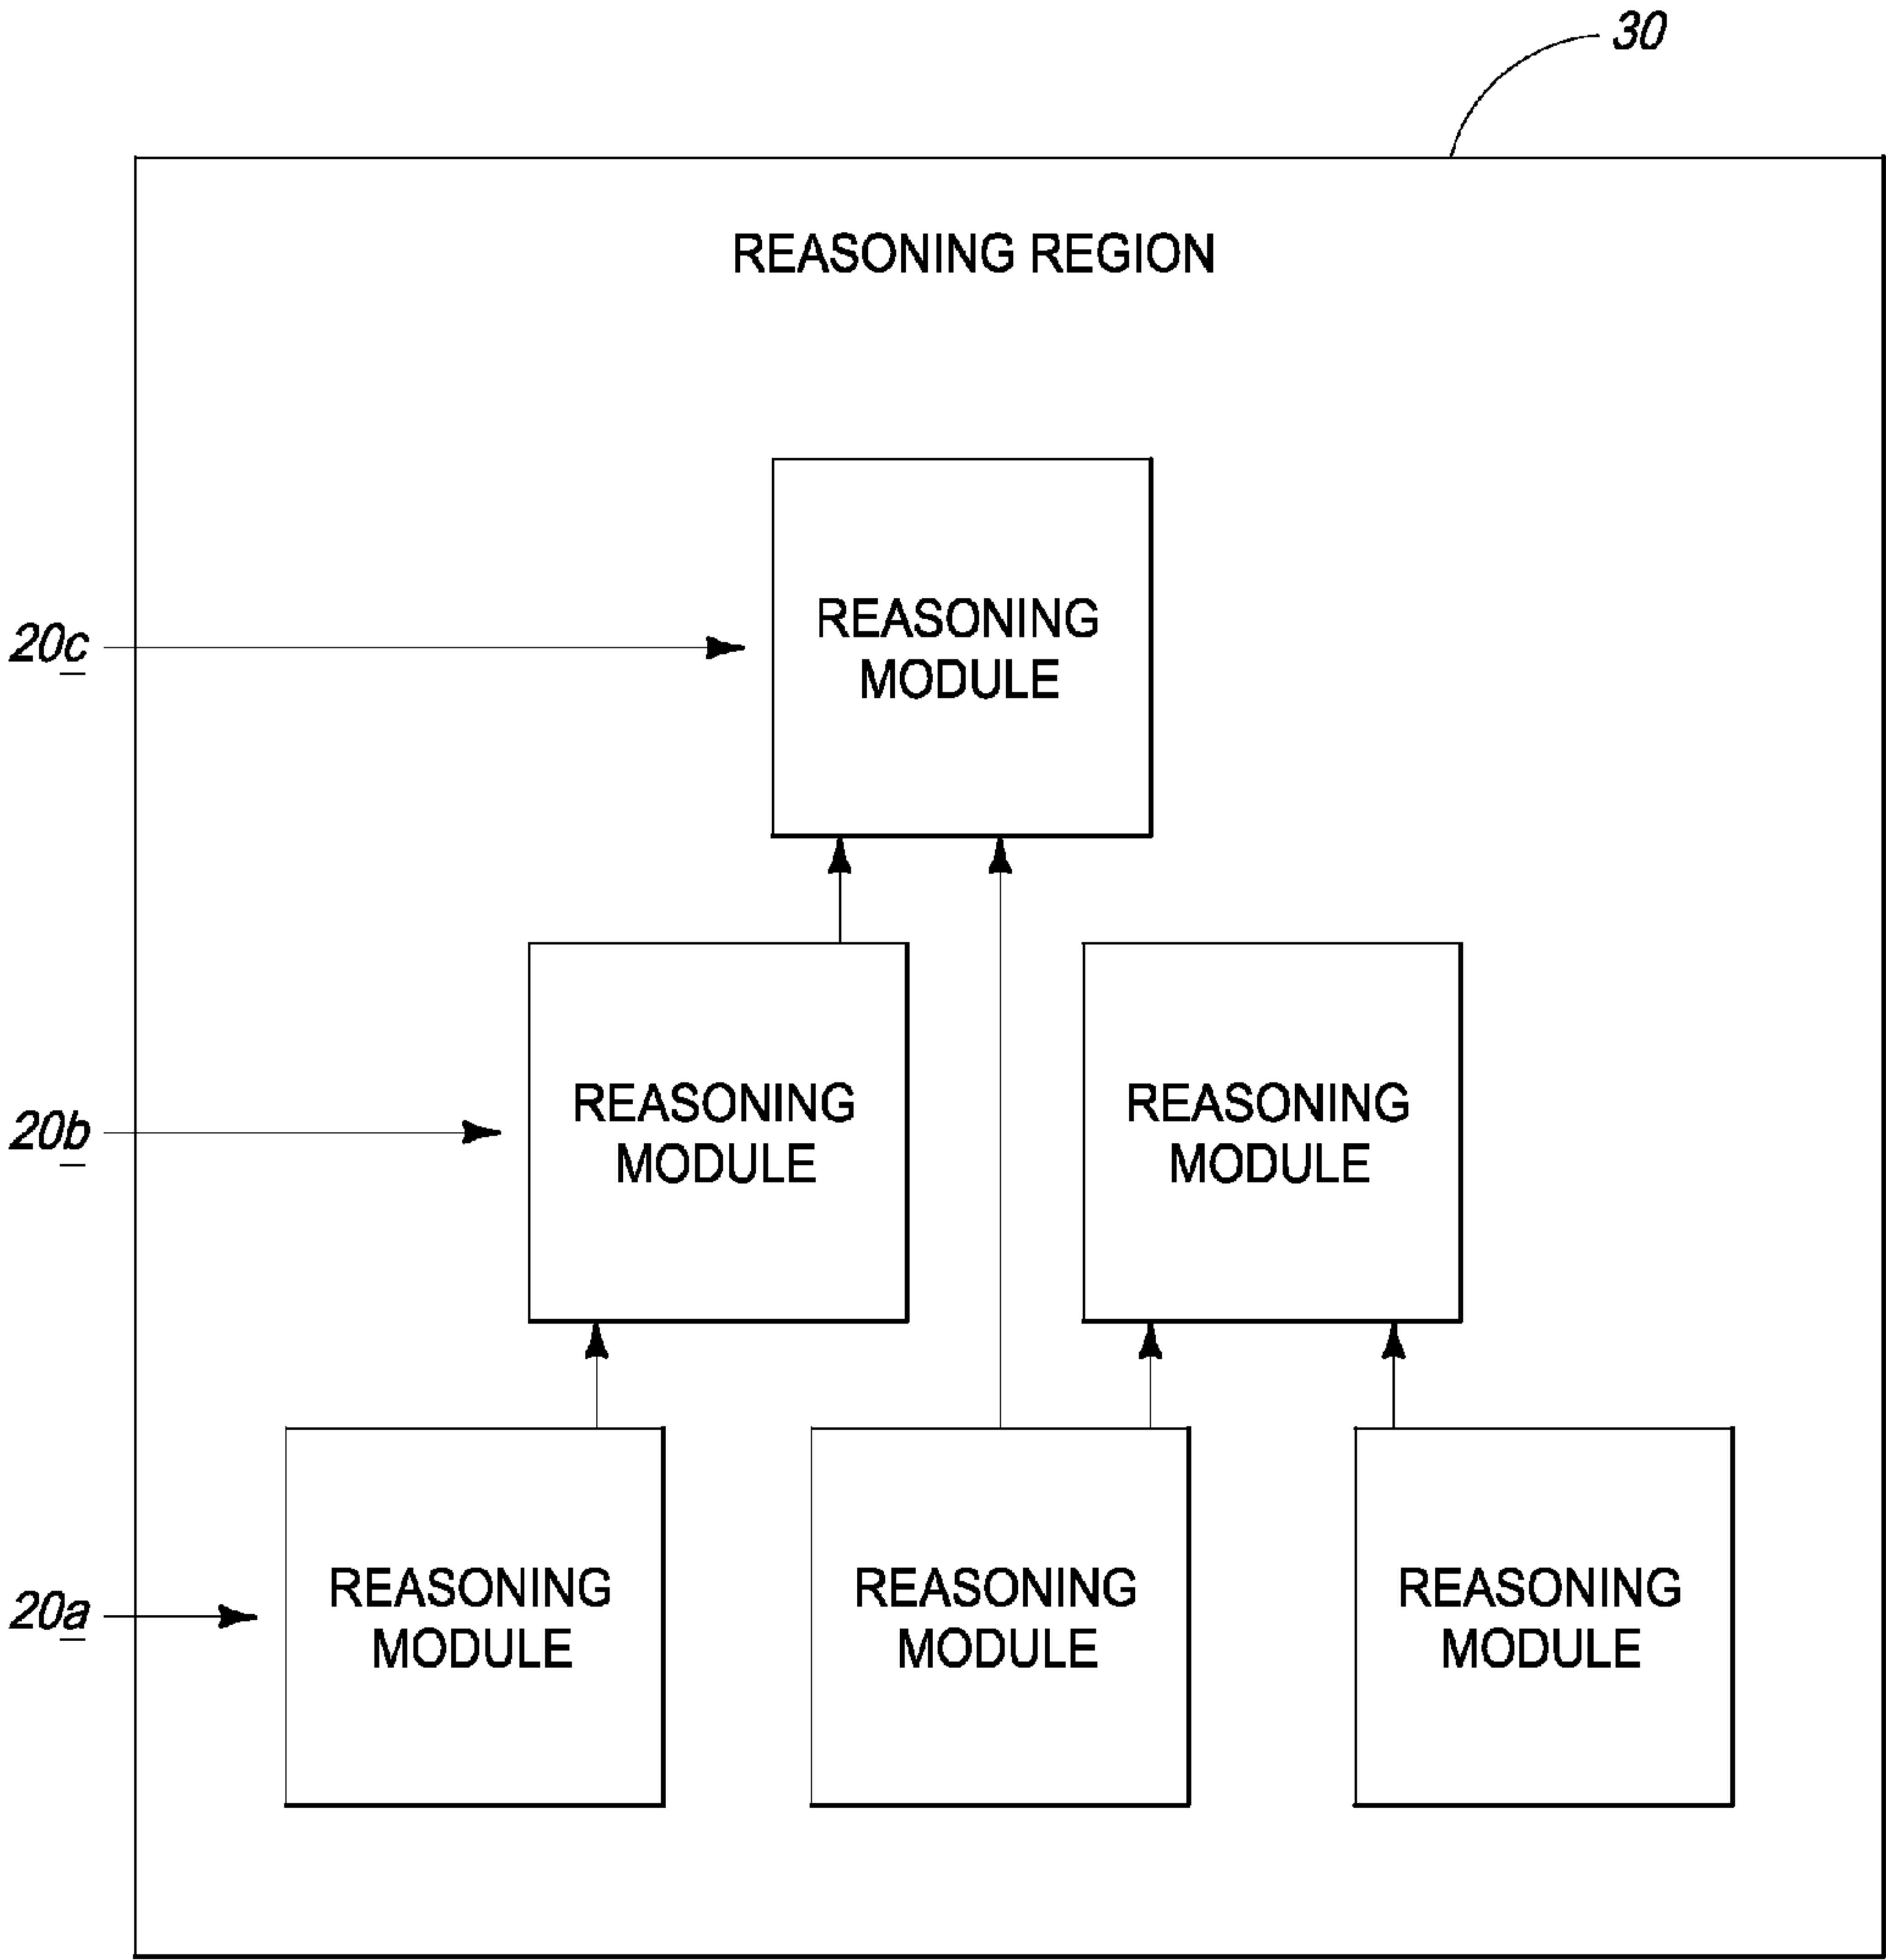 30
REASONING REGION
20c
REASONING
MODULE
20b
REASONING
MODULE
REASONING
MODULE
20a
REASONING
MODULE
REASONING
MODULE
REASONING
MODULE